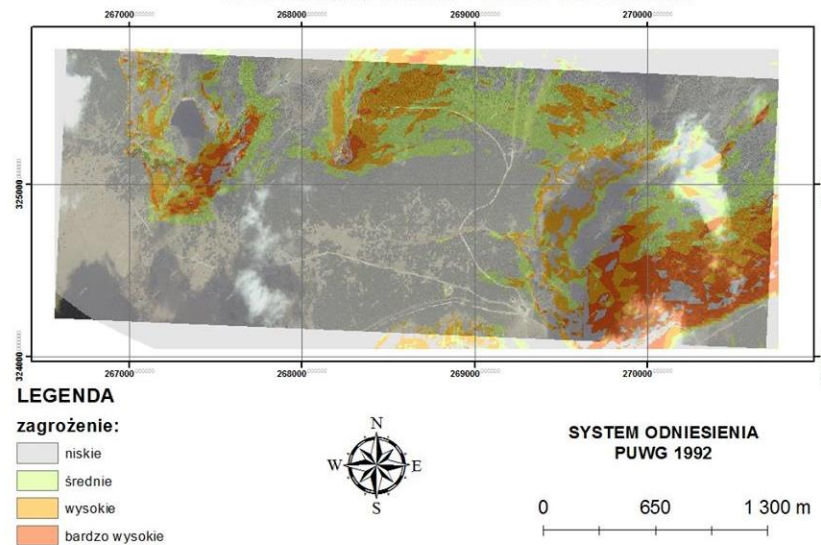 267000 268000 269000 270000
325000
324000
267000 268000 269000 270000
LEGENDA
zagrożenie:
niskie
średnie
wysokie
bardzo wysokie
N
W E
S
SYSTEM ODNIESIENIA
PUWG 1992
0 650 1 300 m